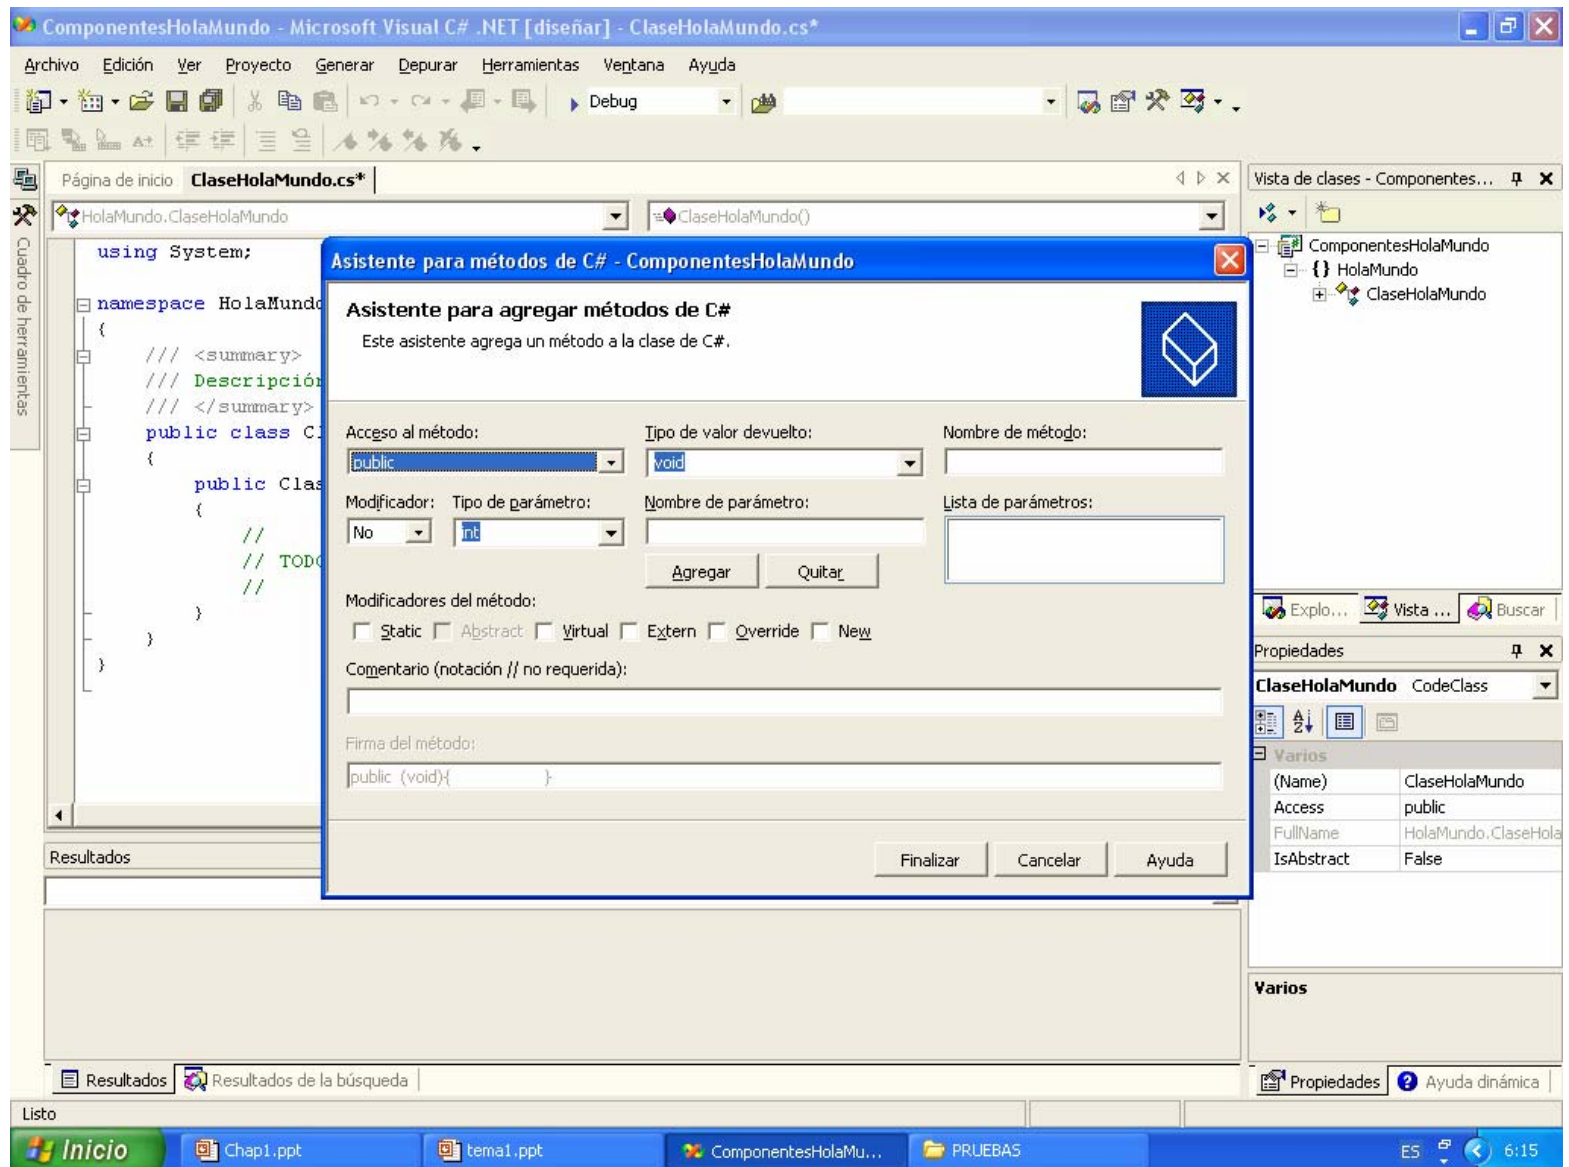 ComponentesHolaMundo - Microsoft Visual C# .NET [diseñar] - ClaseHolaMundo.cs*
Archivo Edición Ver Proyecto Generar Depurar Herramientas Ventana Ayuda
Debug
Página de inicio ClaseHolaMundo.cs*
HolaMundo.ClaseHolaMundo ClaseHolaMundo()
Cuadro de herramientas
using System;
namespace HolaMundo
{
/// <summary>
/// Descripción
/// </summary>
public class Cl
{
public Clas
{
//
// TODO
//
}
}
}
Asistente para métodos de C# - ComponentesHolaMundo
Asistente para agregar métodos de C#
Este asistente agrega un método a la clase de C#.
Acceso al método: Tipo de valor devuelto: Nombre de método:
public void
Modificador: Tipo de parámetro: Nombre de parámetro: Lista de parámetros:
No int
Agregar Quitar
Modificadores del método:
Static Abstract Virtual Extern Override New
Comentario (notación // no requerida):
Firma del método:
public (void){ }
Finalizar Cancelar Ayuda
Vista de clases - Componentes...
ComponentesHolaMundo
{} HolaMundo
ClaseHolaMundo
Explo... Vista ... Buscar
Propiedades
ClaseHolaMundo CodeClass
Varios
(Name) ClaseHolaMundo
Access public
FullName HolaMundo.ClaseHola
IsAbstract False
Varios
Propiedades Ayuda dinámica
Resultados
Resultados Resultados de la búsqueda
Listo
Inicio Chap1.ppt tema1.ppt ComponentesHolaMu... PRUEBAS ES 6:15